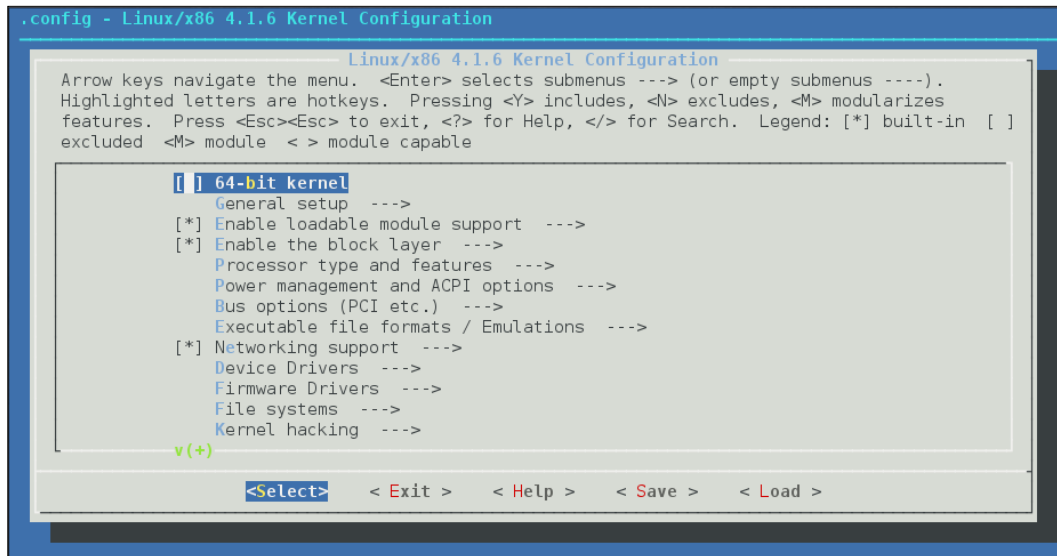 .config - Linux/x86 4.1.6 Kernel Configuration
Linux/x86 4.1.6 Kernel Configuration
Arrow keys navigate the menu.  <Enter> selects submenus ---> (or empty submenus ----).
Highlighted letters are hotkeys.  Pressing <Y> includes, <N> excludes, <M> modularizes
features.  Press <Esc><Esc> to exit, <?> for Help, </> for Search.  Legend: [*] built-in  [ ]
excluded  <M> module  < > module capable
[ ] 64-bit kernel
General setup  --->
[*] Enable loadable module support  --->
[*] Enable the block layer  --->
Processor type and features  --->
Power management and ACPI options  --->
Bus options (PCI etc.)  --->
Executable file formats / Emulations  --->
[*] Networking support  --->
Device Drivers  --->
Firmware Drivers  --->
File systems  --->
Kernel hacking  --->
v(+)
<Select>    < Exit >    < Help >    < Save >    < Load >